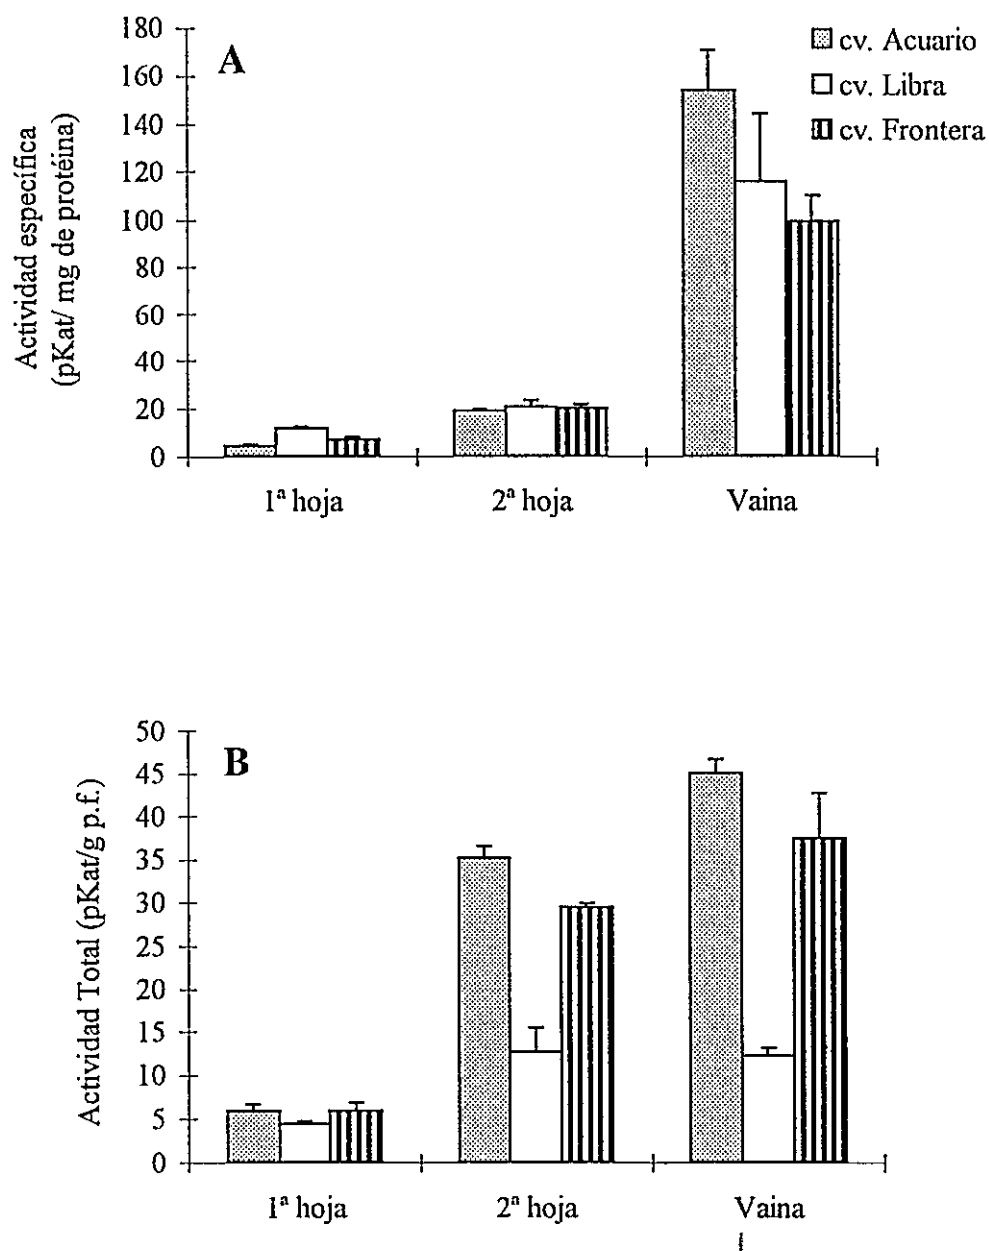 A
cv. Acuario
cv. Libra
cv. Frontera
Actividad específica
(pKat/ mg de protéina)
180
160
140
120
100
80
60
40
20
0
1ª hoja
2ª hoja
Vaina
B
Actividad Total (pKat/g p.f.)
50
45
40
35
30
25
20
15
10
5
0
1ª hoja
2ª hoja
Vaina